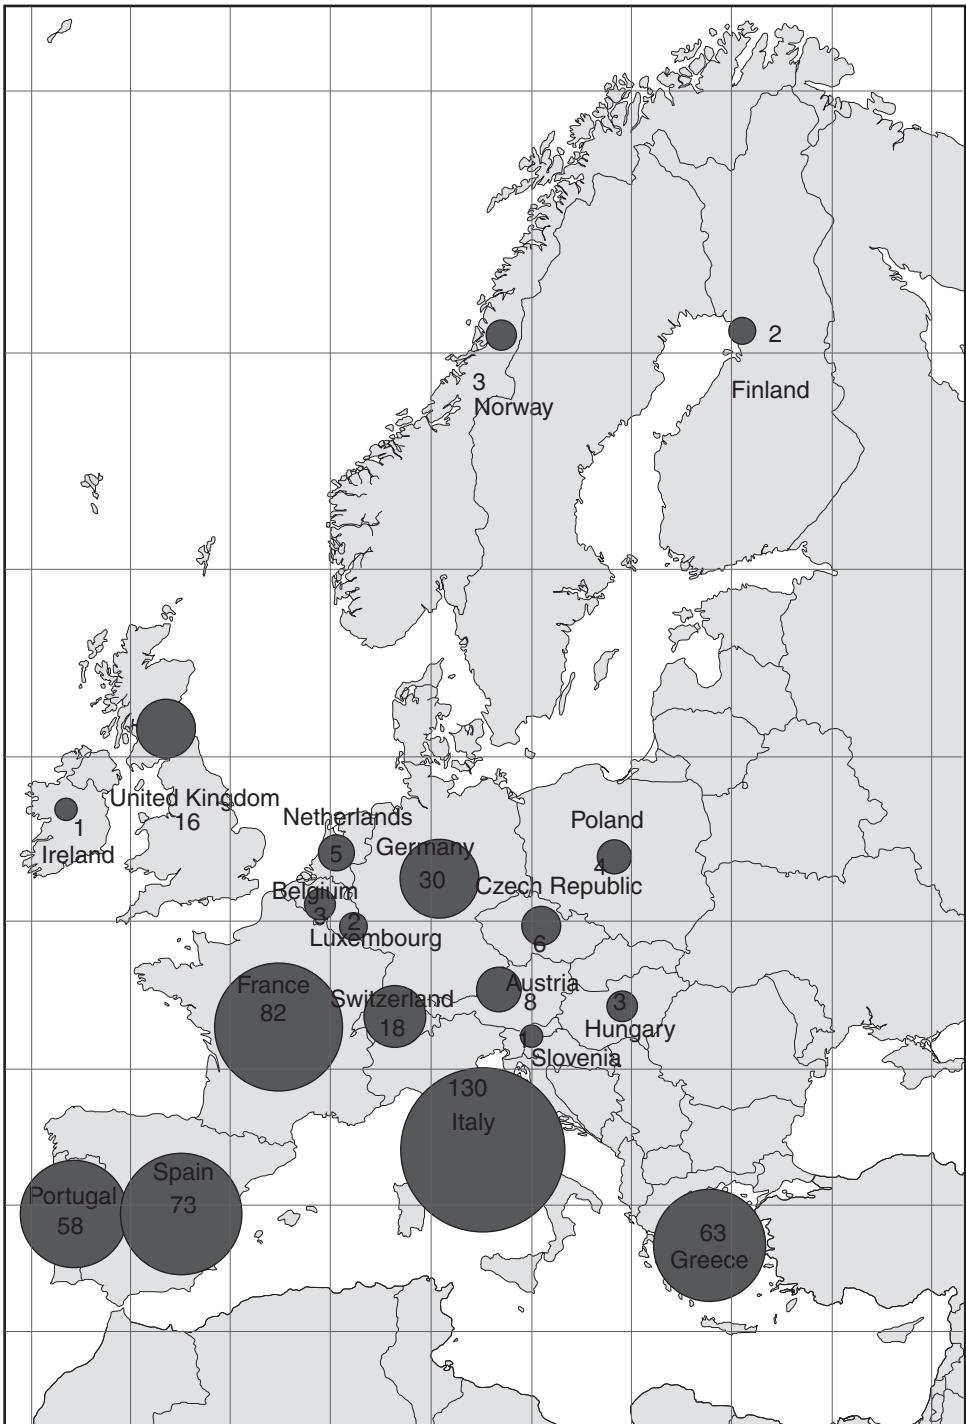 2
3
Finland
Norway
United Kingdom
16
1
Ireland
Netherlands
5
Germany
30
Poland
4
Belgium
3
Czech Republic
6
2
Luxembourg
France
82
Switzerland
18
Austria
8
3
Hungary
1
Slovenia
130
Italy
Spain
73
Portugal
58
63
Greece